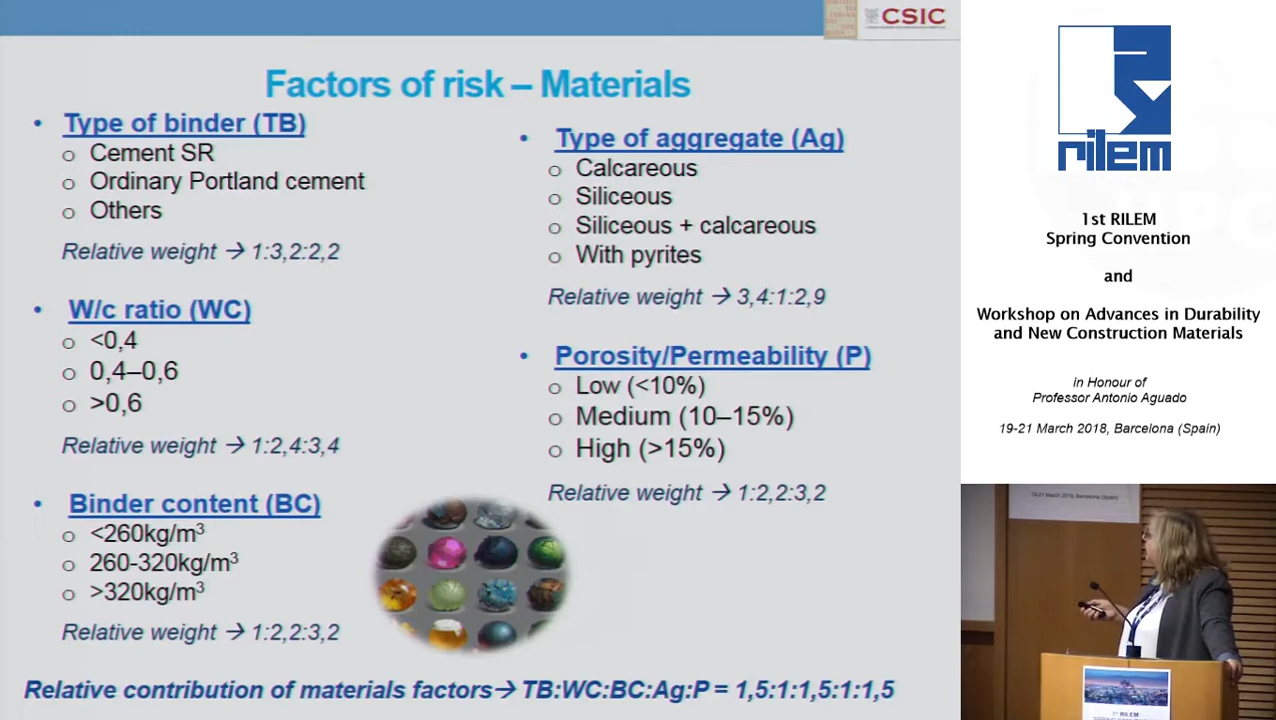 CSIC
Factors of risk – Materials
• Type of binder (TB)
o Cement SR
o Ordinary Portland cement
o Others
Relative weight → 1:3,2:2,2
• W/c ratio (WC)
o <0,4
o 0,4–0,6
o >0,6
Relative weight → 1:2,4:3,4
• Binder content (BC)
o <260kg/m³
o 260-320kg/m³
o >320kg/m³
Relative weight → 1:2,2:3,2
• Type of aggregate (Ag)
o Calcareous
o Siliceous
o Siliceous + calcareous
o With pyrites
Relative weight → 3,4:1:2,9
• Porosity/Permeability (P)
o Low (<10%)
o Medium (10–15%)
o High (>15%)
Relative weight → 1:2,2:3,2
Relative contribution of materials factors→ TB:WC:BC:Ag:P = 1,5:1:1,5:1:1,5
rilem
1st RILEM
Spring Convention
and
Workshop on Advances in Durability
and New Construction Materials
in Honour of
Professor Antonio Aguado
19-21 March 2018, Barcelona (Spain)
19-21 March 2018, Barcelona (Spain)